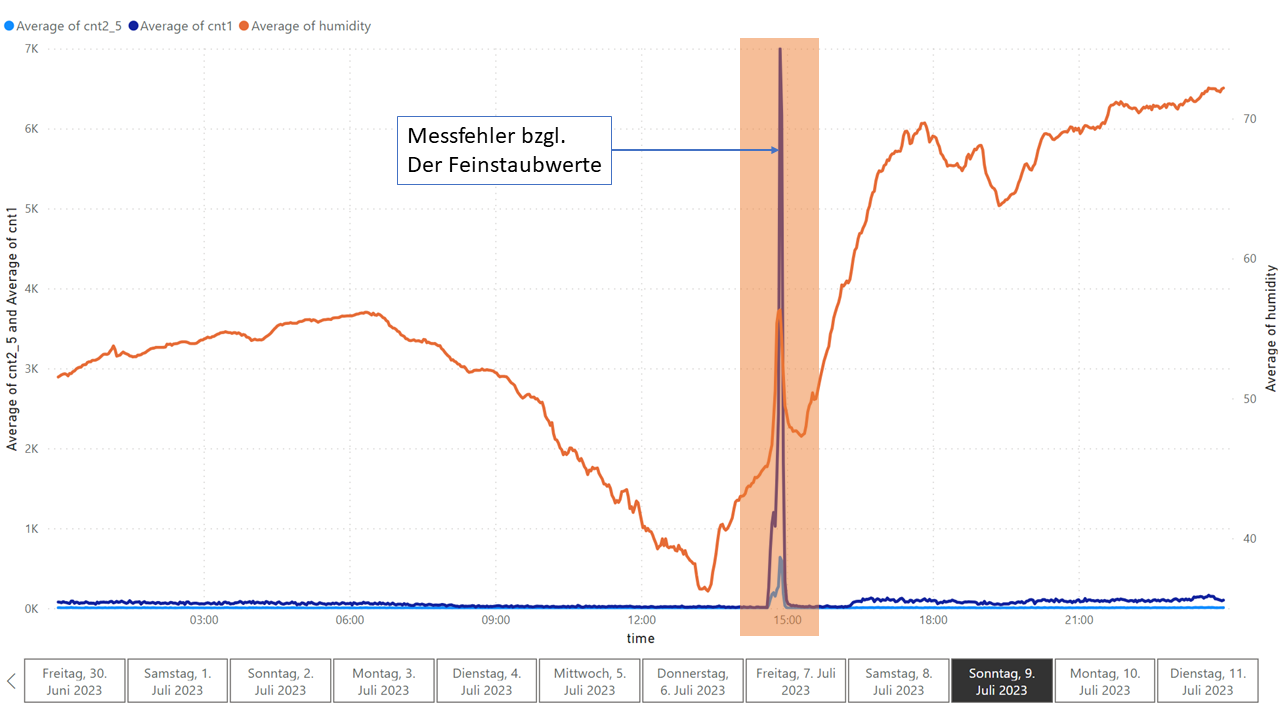 Average of cnt2_5 Average of cnt1 Average of humidity
7K
6K
5K
4K
3K
2K
1K
0K
Average of cnt2_5 and Average of cnt1
Messfehler bzgl.
Der Feinstaubwerte
70
60
50
40
Average of humidity
03:00 06:00 09:00 12:00 15:00 18:00 21:00
time
Freitag, 30.
Juni 2023
Samstag, 1.
Juli 2023
Sonntag, 2.
Juli 2023
Montag, 3.
Juli 2023
Dienstag, 4.
Juli 2023
Mittwoch, 5.
Juli 2023
Donnerstag,
6. Juli 2023
Freitag, 7. Juli
2023
Samstag, 8.
Juli 2023
Sonntag, 9.
Juli 2023
Montag, 10.
Juli 2023
Dienstag, 11.
Juli 2023